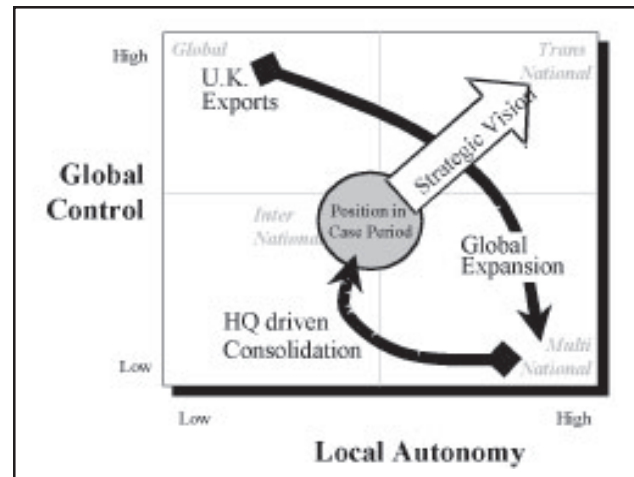 High
Global
Trans
National
U.K.
Exports
Strategic Vision
Global
Control
Inter
National
Position in
Case Period
Global
Expansion
HQ driven
Consolidation
Multi
National
Low
Low
High
Local Autonomy